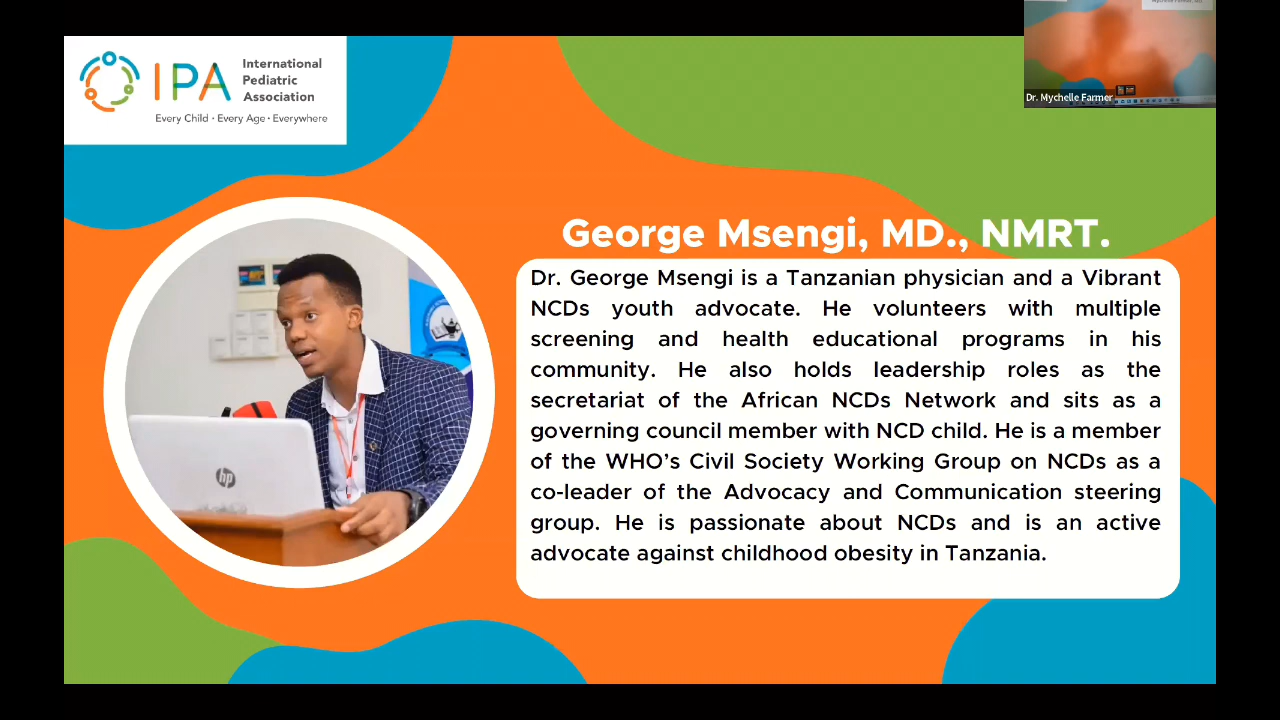 IPA
International
Pediatric
Association
Every Child • Every Age • Everywhere
Dr. Mychelle Farmer
George Msengi, MD., NMRT.
Dr. George Msengi is a Tanzanian physician and a Vibrant
NCDs youth advocate. He volunteers with multiple
screening and health educational programs in his
community. He also holds leadership roles as the
secretariat of the African NCDs Network and sits as a
governing council member with NCD child. He is a member
of the WHO’s Civil Society Working Group on NCDs as a
co-leader of the Advocacy and Communication steering
group. He is passionate about NCDs and is an active
advocate against childhood obesity in Tanzania.
hp